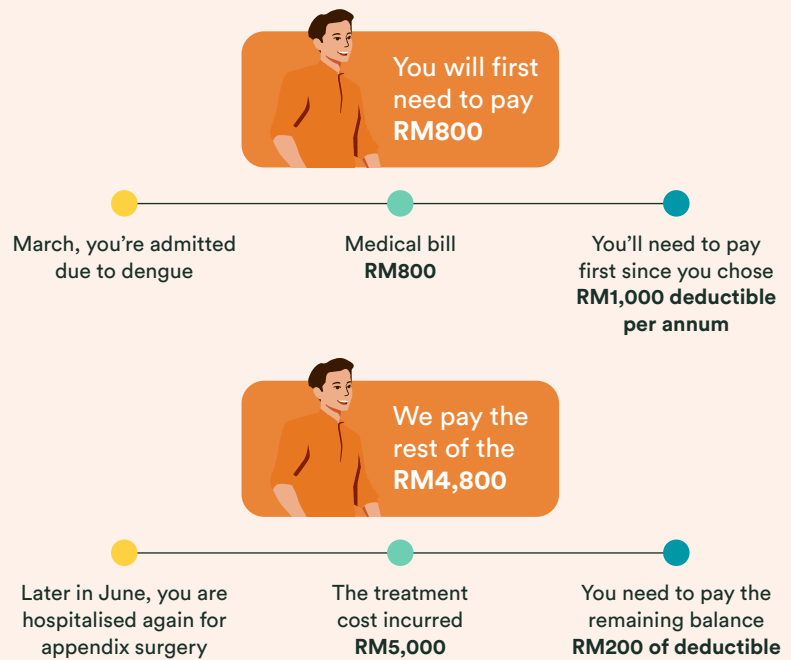 You will first
need to pay
RM800
March, you're admitted
due to dengue
Medical bill
RM800
You'll need to pay
first since you chose
RM1,000 deductible
per annum
We pay the
rest of the
RM4,800
Later in June, you are
hospitalised again for
appendix surgery
The treatment
cost incurred
RM5,000
You need to pay the
remaining balance
RM200 of deductible